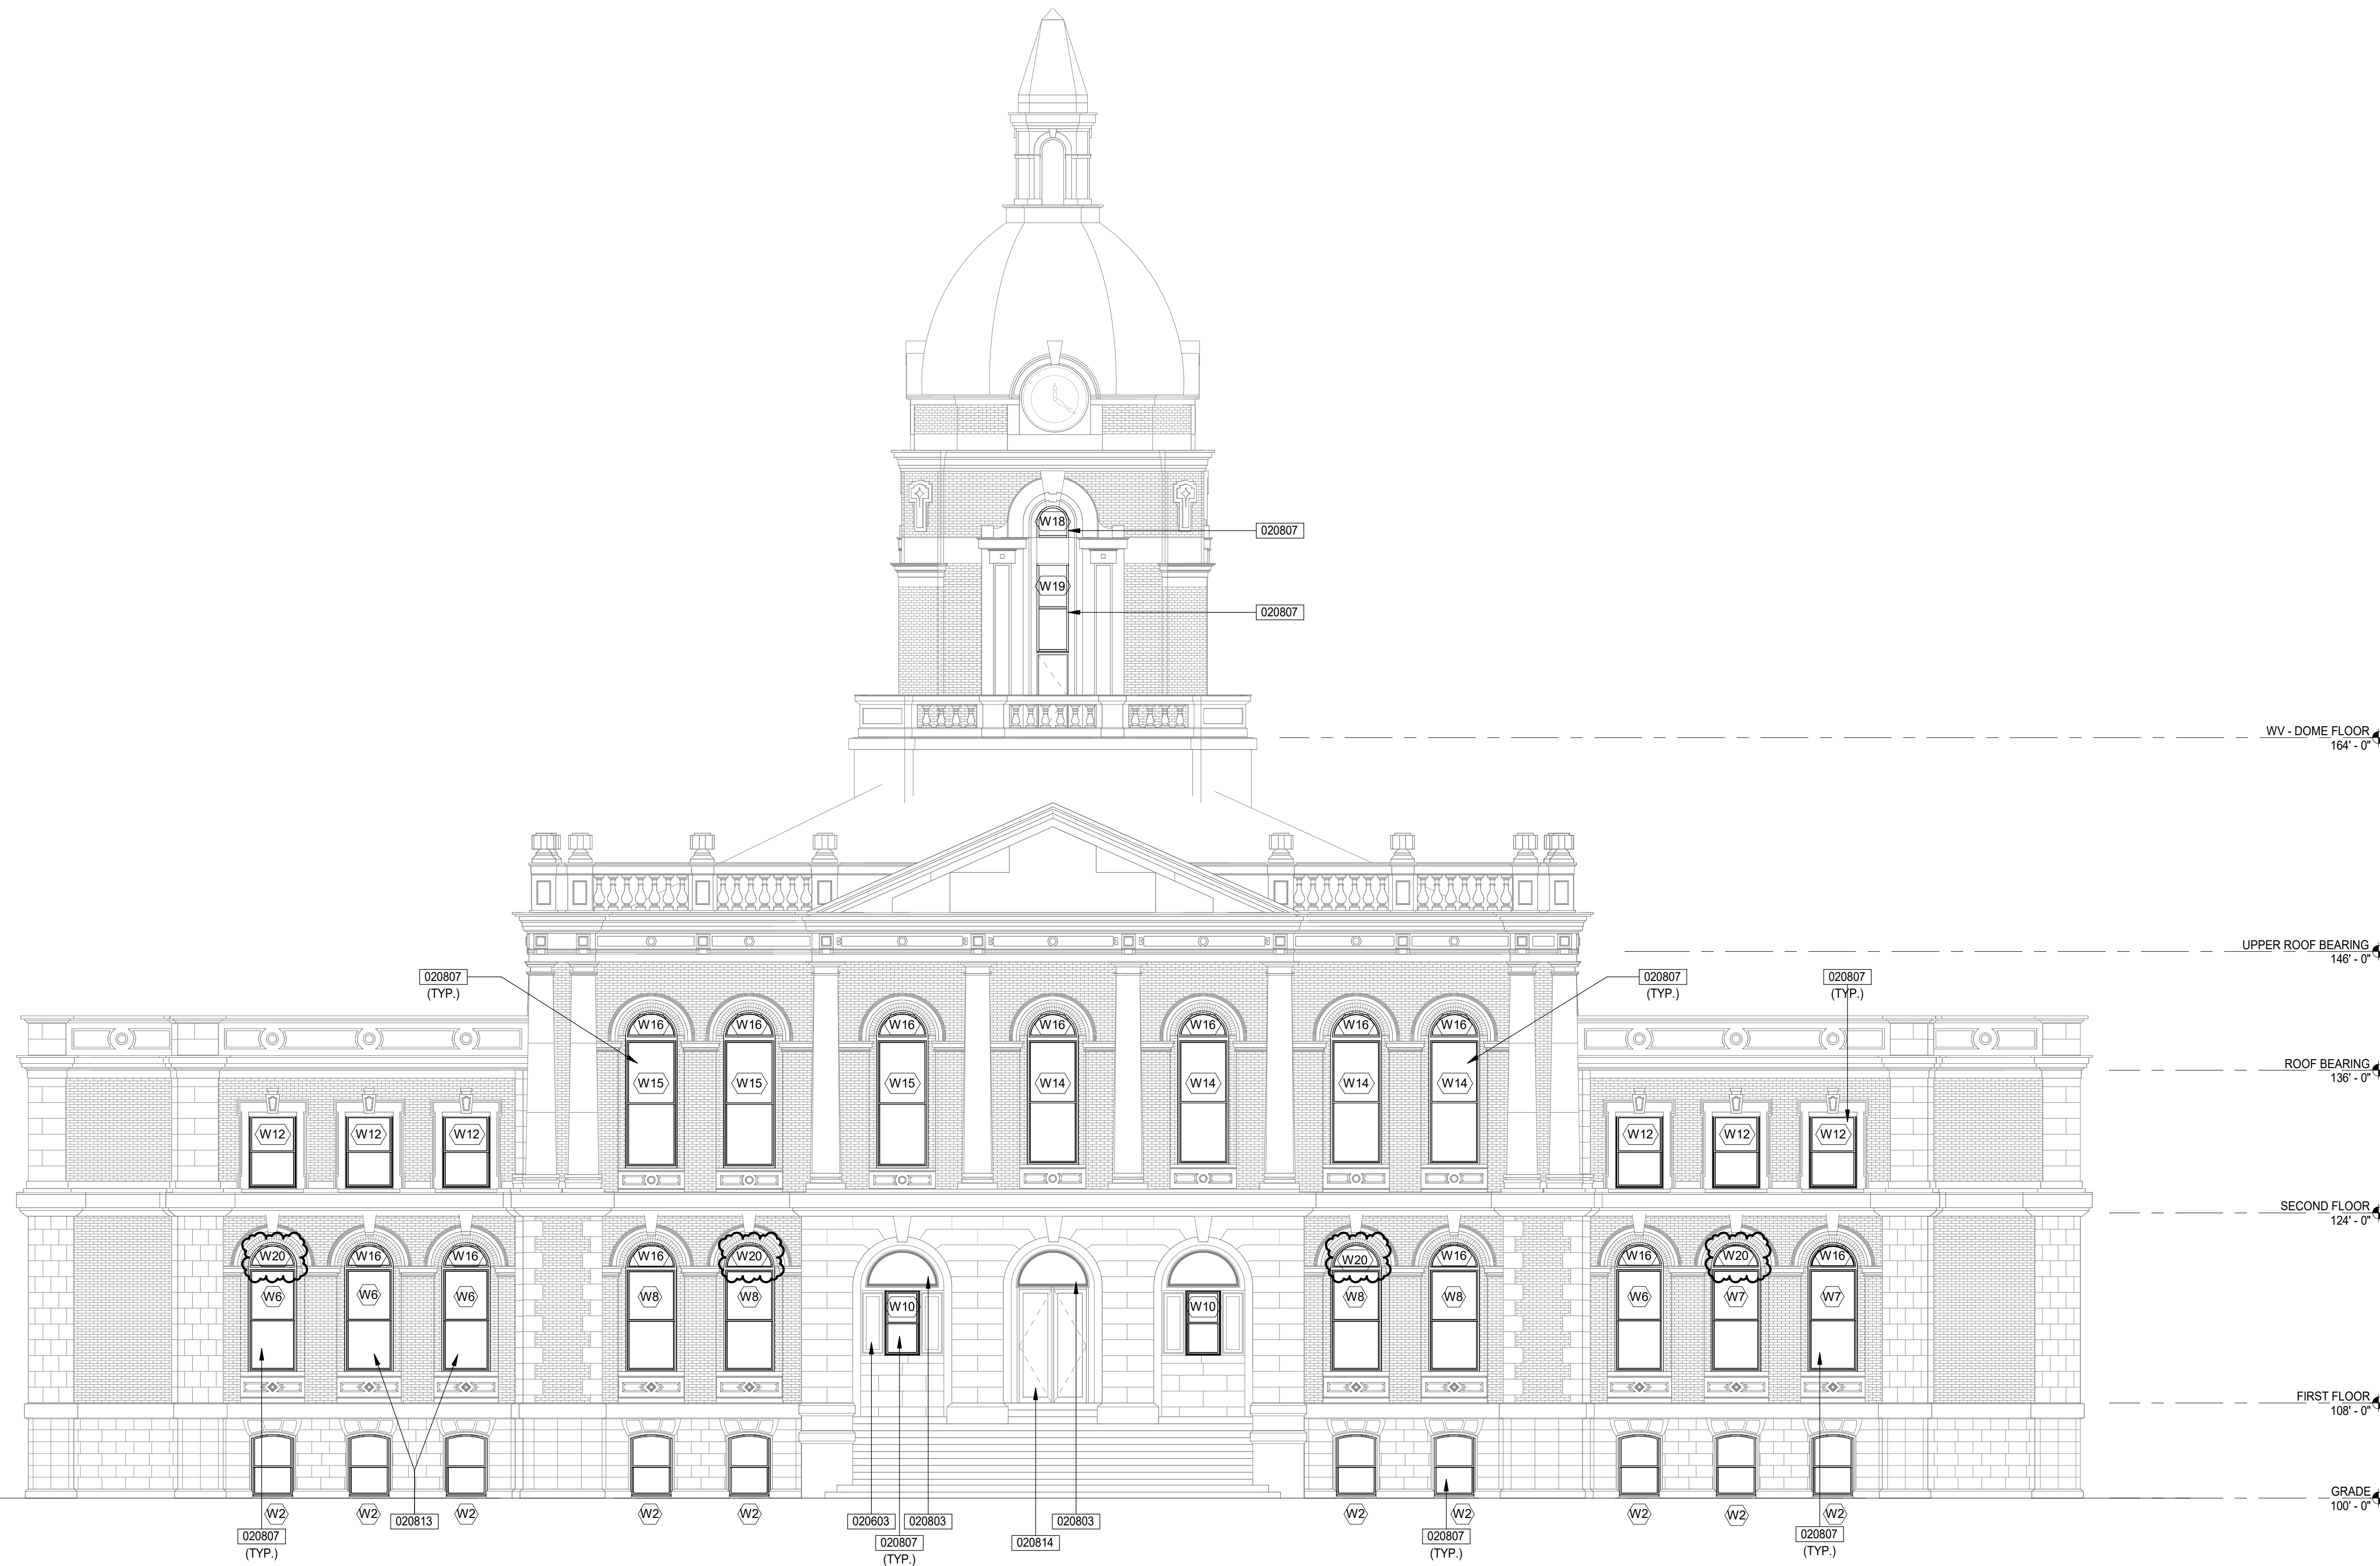 W18
020807
W19
020807
WV - DOME FLOOR
164' - 0"
UPPER ROOF BEARING
146' - 0"
020807
(TYP.)
020807
(TYP.)
020807
(TYP.)
W16 W16 W16 W16 W16 W16 W16
ROOF BEARING
136' - 0"
W15 W15 W15 W14 W14 W14 W14
W12 W12 W12 W12 W12 W12
SECOND FLOOR
124' - 0"
W20 W16 W16 W16 W20 W20 W16 W16 W20 W16
W6 W6 W6 W8 W8 W10 W10 W8 W8 W6 W7 W7
FIRST FLOOR
108' - 0"
GRADE
100' - 0"
W2 W2 W2 W2 W2 W2 W2 W2 W2 W2
020813 020603 020803 020803
020807
(TYP.)
020807
(TYP.)
020814
020807
(TYP.)
020807
(TYP.)